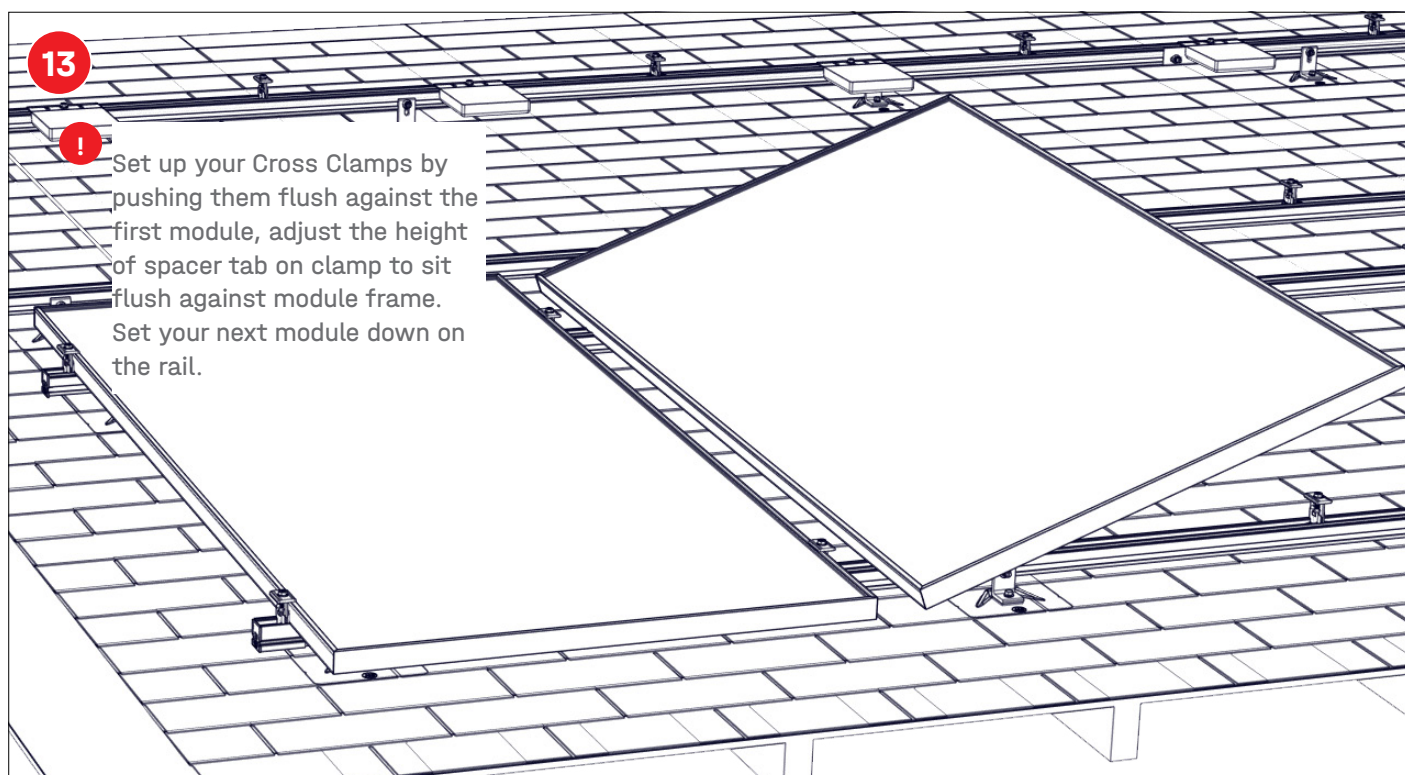 13
!
Set up your Cross Clamps by
pushing them flush against the
first module, adjust the height
of spacer tab on clamp to sit
flush against module frame.
Set your next module down on
the rail.